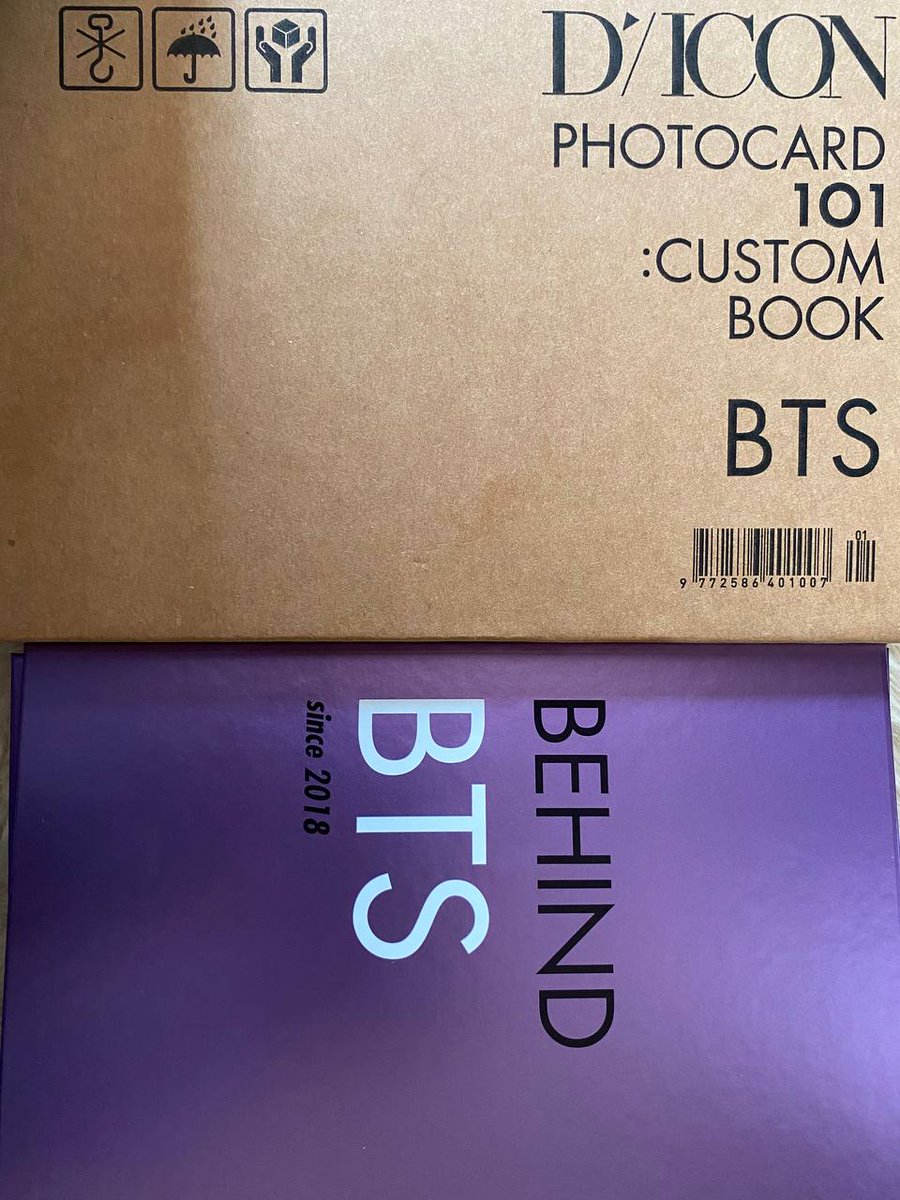 D'/ICON
PHOTOCARD
101
:CUSTOM
BOOK
BTS
01
9 772586 401007
BEHIND
BTS
since 2018